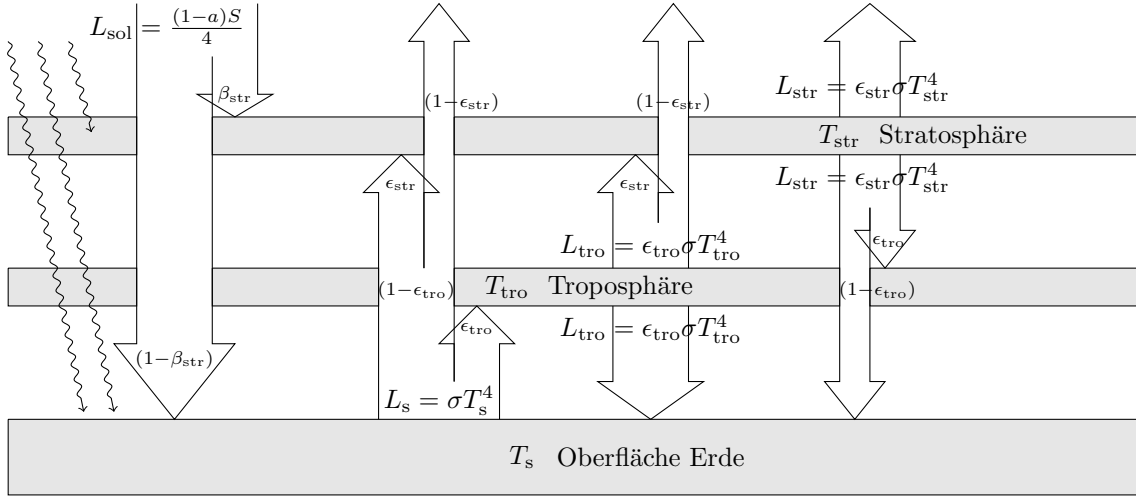 L_sol = (1-a)S/4
β_str
(1-ϵ_str)
(1-ϵ_str)
L_str = ϵ_str σT_str^4
T_str Stratosphäre
ϵ_str
ϵ_str
L_str = ϵ_str σT_str^4
L_tro = ϵ_tro σT_tro^4
ϵ_tro
(1-ϵ_tro)
T_tro Troposphäre
(1-ϵ_tro)
ϵ_tro
L_tro = ϵ_tro σT_tro^4
(1-β_str)
L_s = σT_s^4
T_s Oberfläche Erde